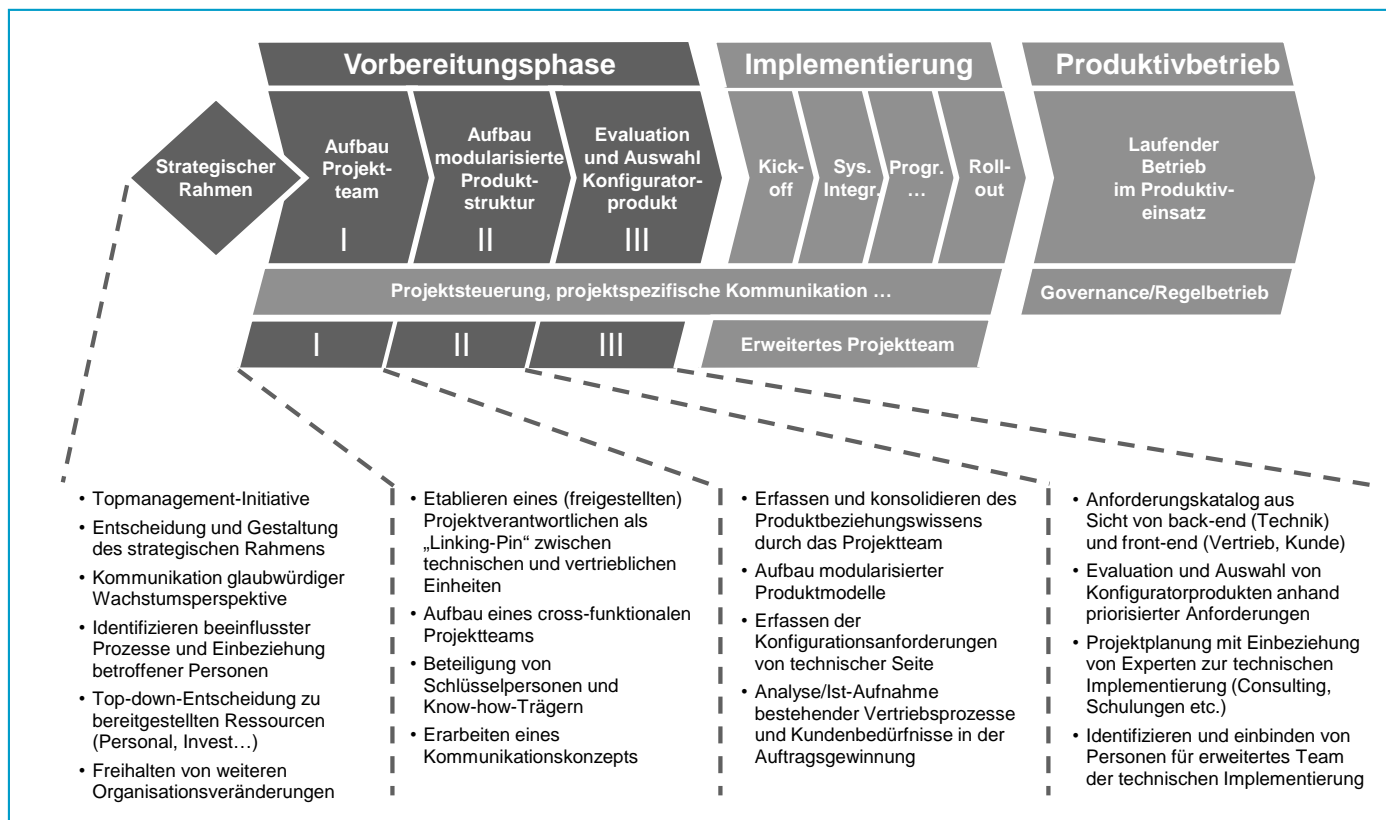 Vorbereitungsphase
Implementierung
Produktivbetrieb
Strategischer
Rahmen
Aufbau
Projekt-
team
I
Aufbau
modularisierte
Produkt-
struktur
II
Evaluation
und Auswahl
Konfigurator-
produkt
III
Kick-
off
Sys.
Integr.
Progr.
…
Roll-
out
Laufender
Betrieb
im Produktiv-
einsatz
Projektsteuerung, projektspezifische Kommunikation …
Governance/Regelbetrieb
I
II
III
Erweitertes Projektteam
• Topmanagement-Initiative
• Entscheidung und Gestaltung
des strategischen Rahmens
• Kommunikation glaubwürdiger
Wachstumsperspektive
• Identifizieren beeinflusster
Prozesse und Einbeziehung
betroffener Personen
• Top-down-Entscheidung zu
bereitgestellten Ressourcen
(Personal, Invest…)
• Freihalten von weiteren
Organisationsveränderungen
• Etablieren eines (freigestellten)
Projektverantwortlichen als
„Linking-Pin“ zwischen
technischen und vertrieblichen
Einheiten
• Aufbau eines cross-funktionalen
Projektteams
• Beteiligung von
Schlüsselpersonen und
Know-how-Trägern
• Erarbeiten eines
Kommunikationskonzepts
• Erfassen und konsolidieren des
Produktbeziehungswissens
durch das Projektteam
• Aufbau modularisierter
Produktmodelle
• Erfassen der
Konfigurationsanforderungen
von technischer Seite
• Analyse/Ist-Aufnahme
bestehender Vertriebsprozesse
und Kundenbedürfnisse in der
Auftragsgewinnung
• Anforderungskatalog aus
Sicht von back-end (Technik)
und front-end (Vertrieb, Kunde)
• Evaluation und Auswahl von
Konfiguratorprodukten anhand
priorisierter Anforderungen
• Projektplanung mit Einbeziehung
von Experten zur technischen
Implementierung (Consulting,
Schulungen etc.)
• Identifizieren und einbinden von
Personen für erweitertes Team
der technischen Implementierung